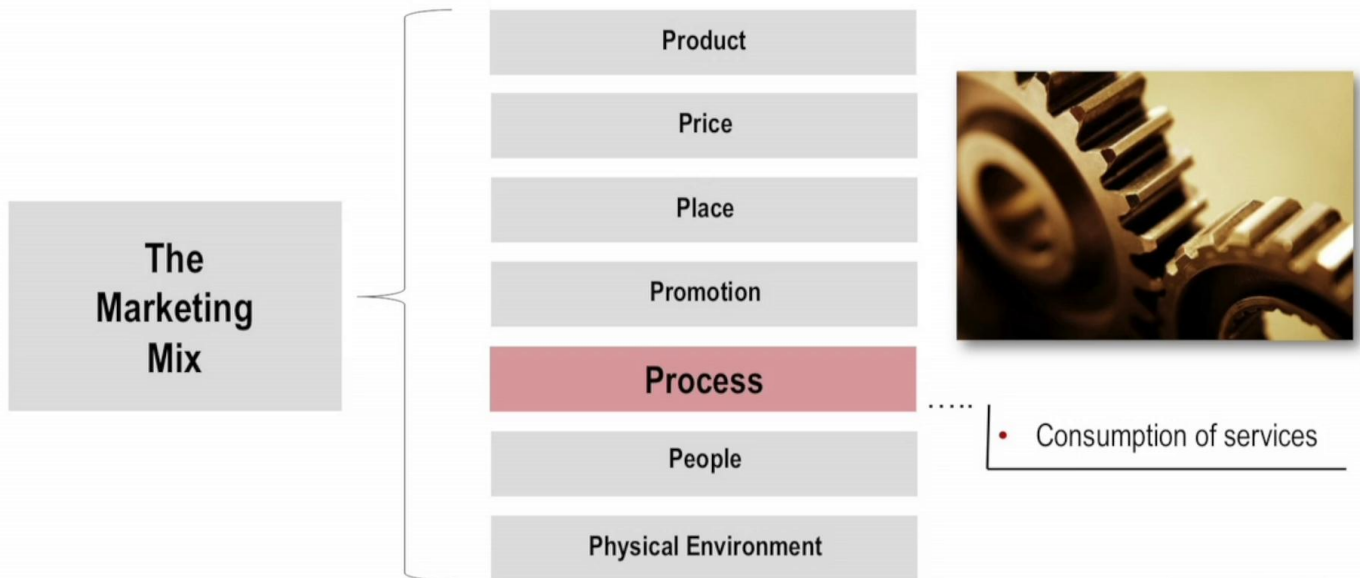 The
Marketing
Mix
Product
Price
Place
Promotion
Process
People
Physical Environment
• Consumption of services